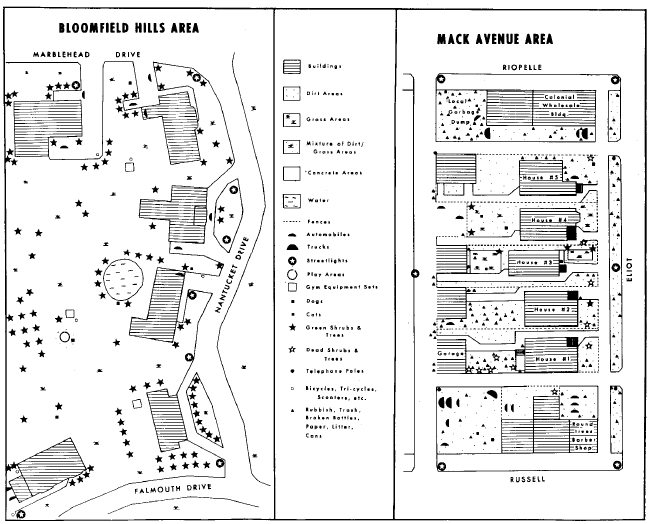 BLOOMFIELD HILLS AREA
MARBLEHEAD DRIVE
NANTUCKET DRIVE
FALMOUTH DRIVE
Buildings
Dirt Areas
Grass Areas
Mixture of Dirt/
Grass Areas
Concrete Areas
Water
Fences
Automobiles
Trucks
Streetlights
Play Areas
Gym Equipment Sets
Dogs
Cats
Green Shrubs &
Trees
Dead Shrubs &
Trees
Telephone Poles
Bicycles, Tri-cycles,
Scooters, etc.
Rubbish, Trash,
Broken Bottles,
Paper, Litter,
Cans
MACK AVENUE AREA
RIOPELLE
Local
Garbage
Dump
Colonial
Wholesale
Bldg.
House #5
House #4
House #3
House #2
Garage
House #1
ELIOT
Round
trees
Barber
Shop
RUSSELL